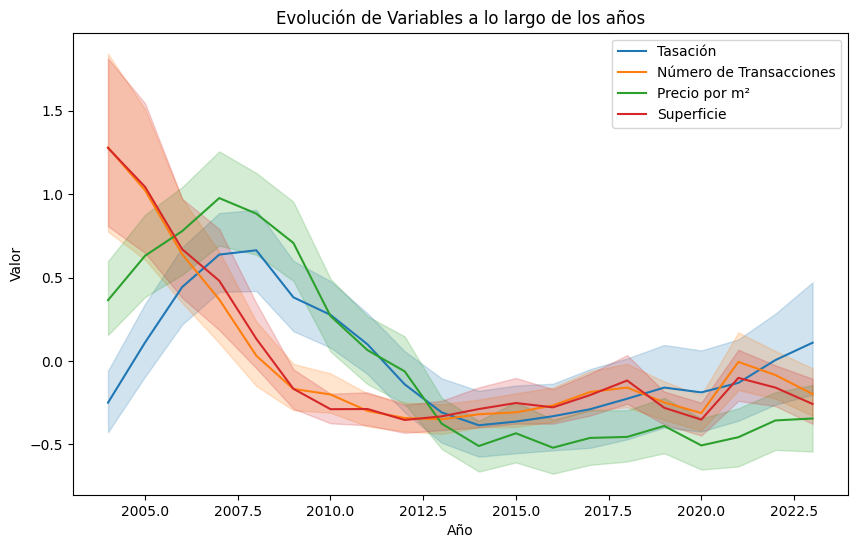 Evolución de Variables a lo largo de los años
Tasación
Número de Transacciones
Precio por m²
Superficie
Valor
1.5
1.0
0.5
0.0
−0.5
2005.0 2007.5 2010.0 2012.5 2015.0 2017.5 2020.0 2022.5
Año